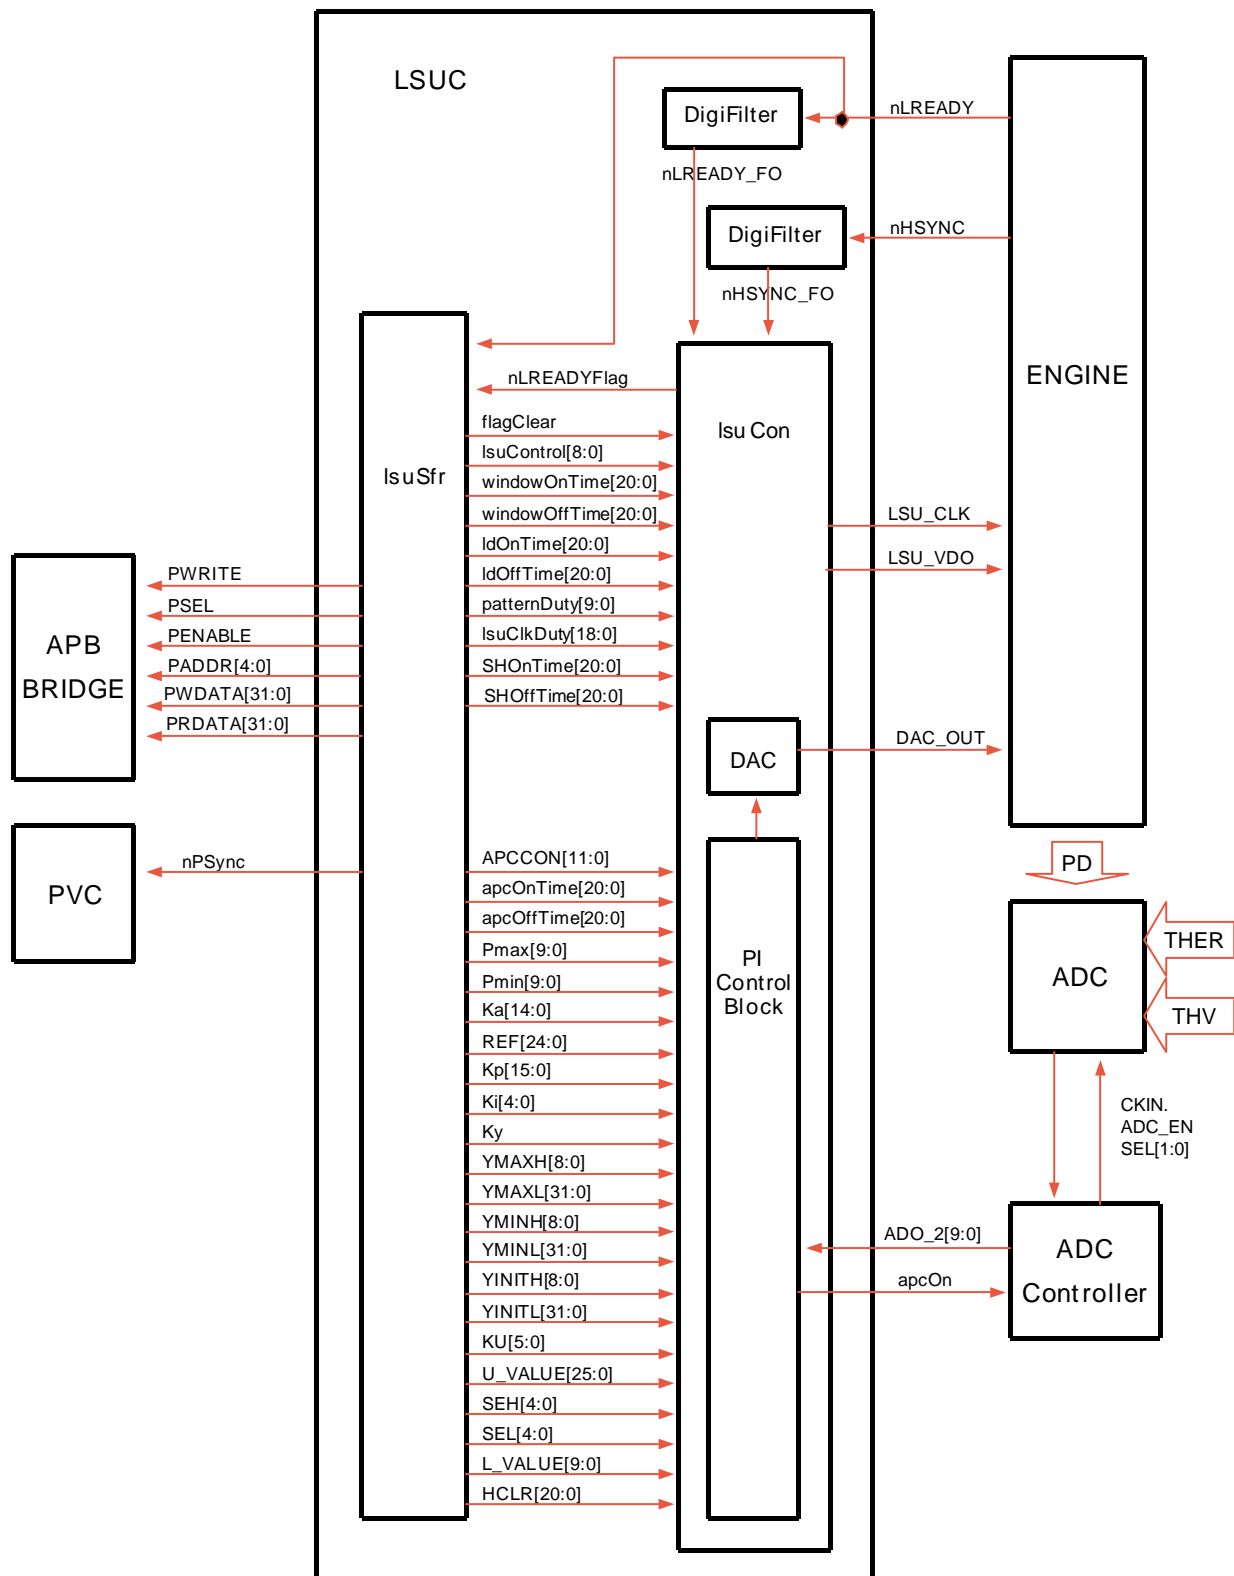 LSUC
DigiFilter
nLREADY
nLREADY_FO
DigiFilter
nHSYNC
nHSYNC_FO
ENGINE
nLREADYFlag
flagClear
lsu Con
lsuControl[8:0]
lsuSfr
windowOnTime[20:0]
windowOffTime[20:0]
LSU_CLK
ldOnTime[20:0]
LSU_VDO
ldOffTime[20:0]
PWRITE
patternDuty[9:0]
PSEL
lsuClkDuty[18:0]
PENABLE
APB
BRIDGE
SHOnTime[20:0]
PADDR[4:0]
SHOffTime[20:0]
PWDATA[31:0]
PRDATA[31:0]
DAC
DAC_OUT
nPSync
PVC
APCCON[11:0]
PD
apcOnTime[20:0]
apcOffTime[20:0]
THER
Pmax[9:0]
PI
Control
Block
ADC
Pmin[9:0]
Ka[14:0]
THV
REF[24:0]
Kp[15:0]
Ki[4:0]
CKIN.
ADC_EN
SEL[1:0]
Ky
YMAXH[8:0]
YMAXL[31:0]
YMINH[8:0]
ADO_2[9:0]
ADC
Controller
YMINL[31:0]
YINITH[8:0]
apcOn
YINITL[31:0]
KU[5:0]
U_VALUE[25:0]
SEH[4:0]
SEL[4:0]
L_VALUE[9:0]
HCLR[20:0]